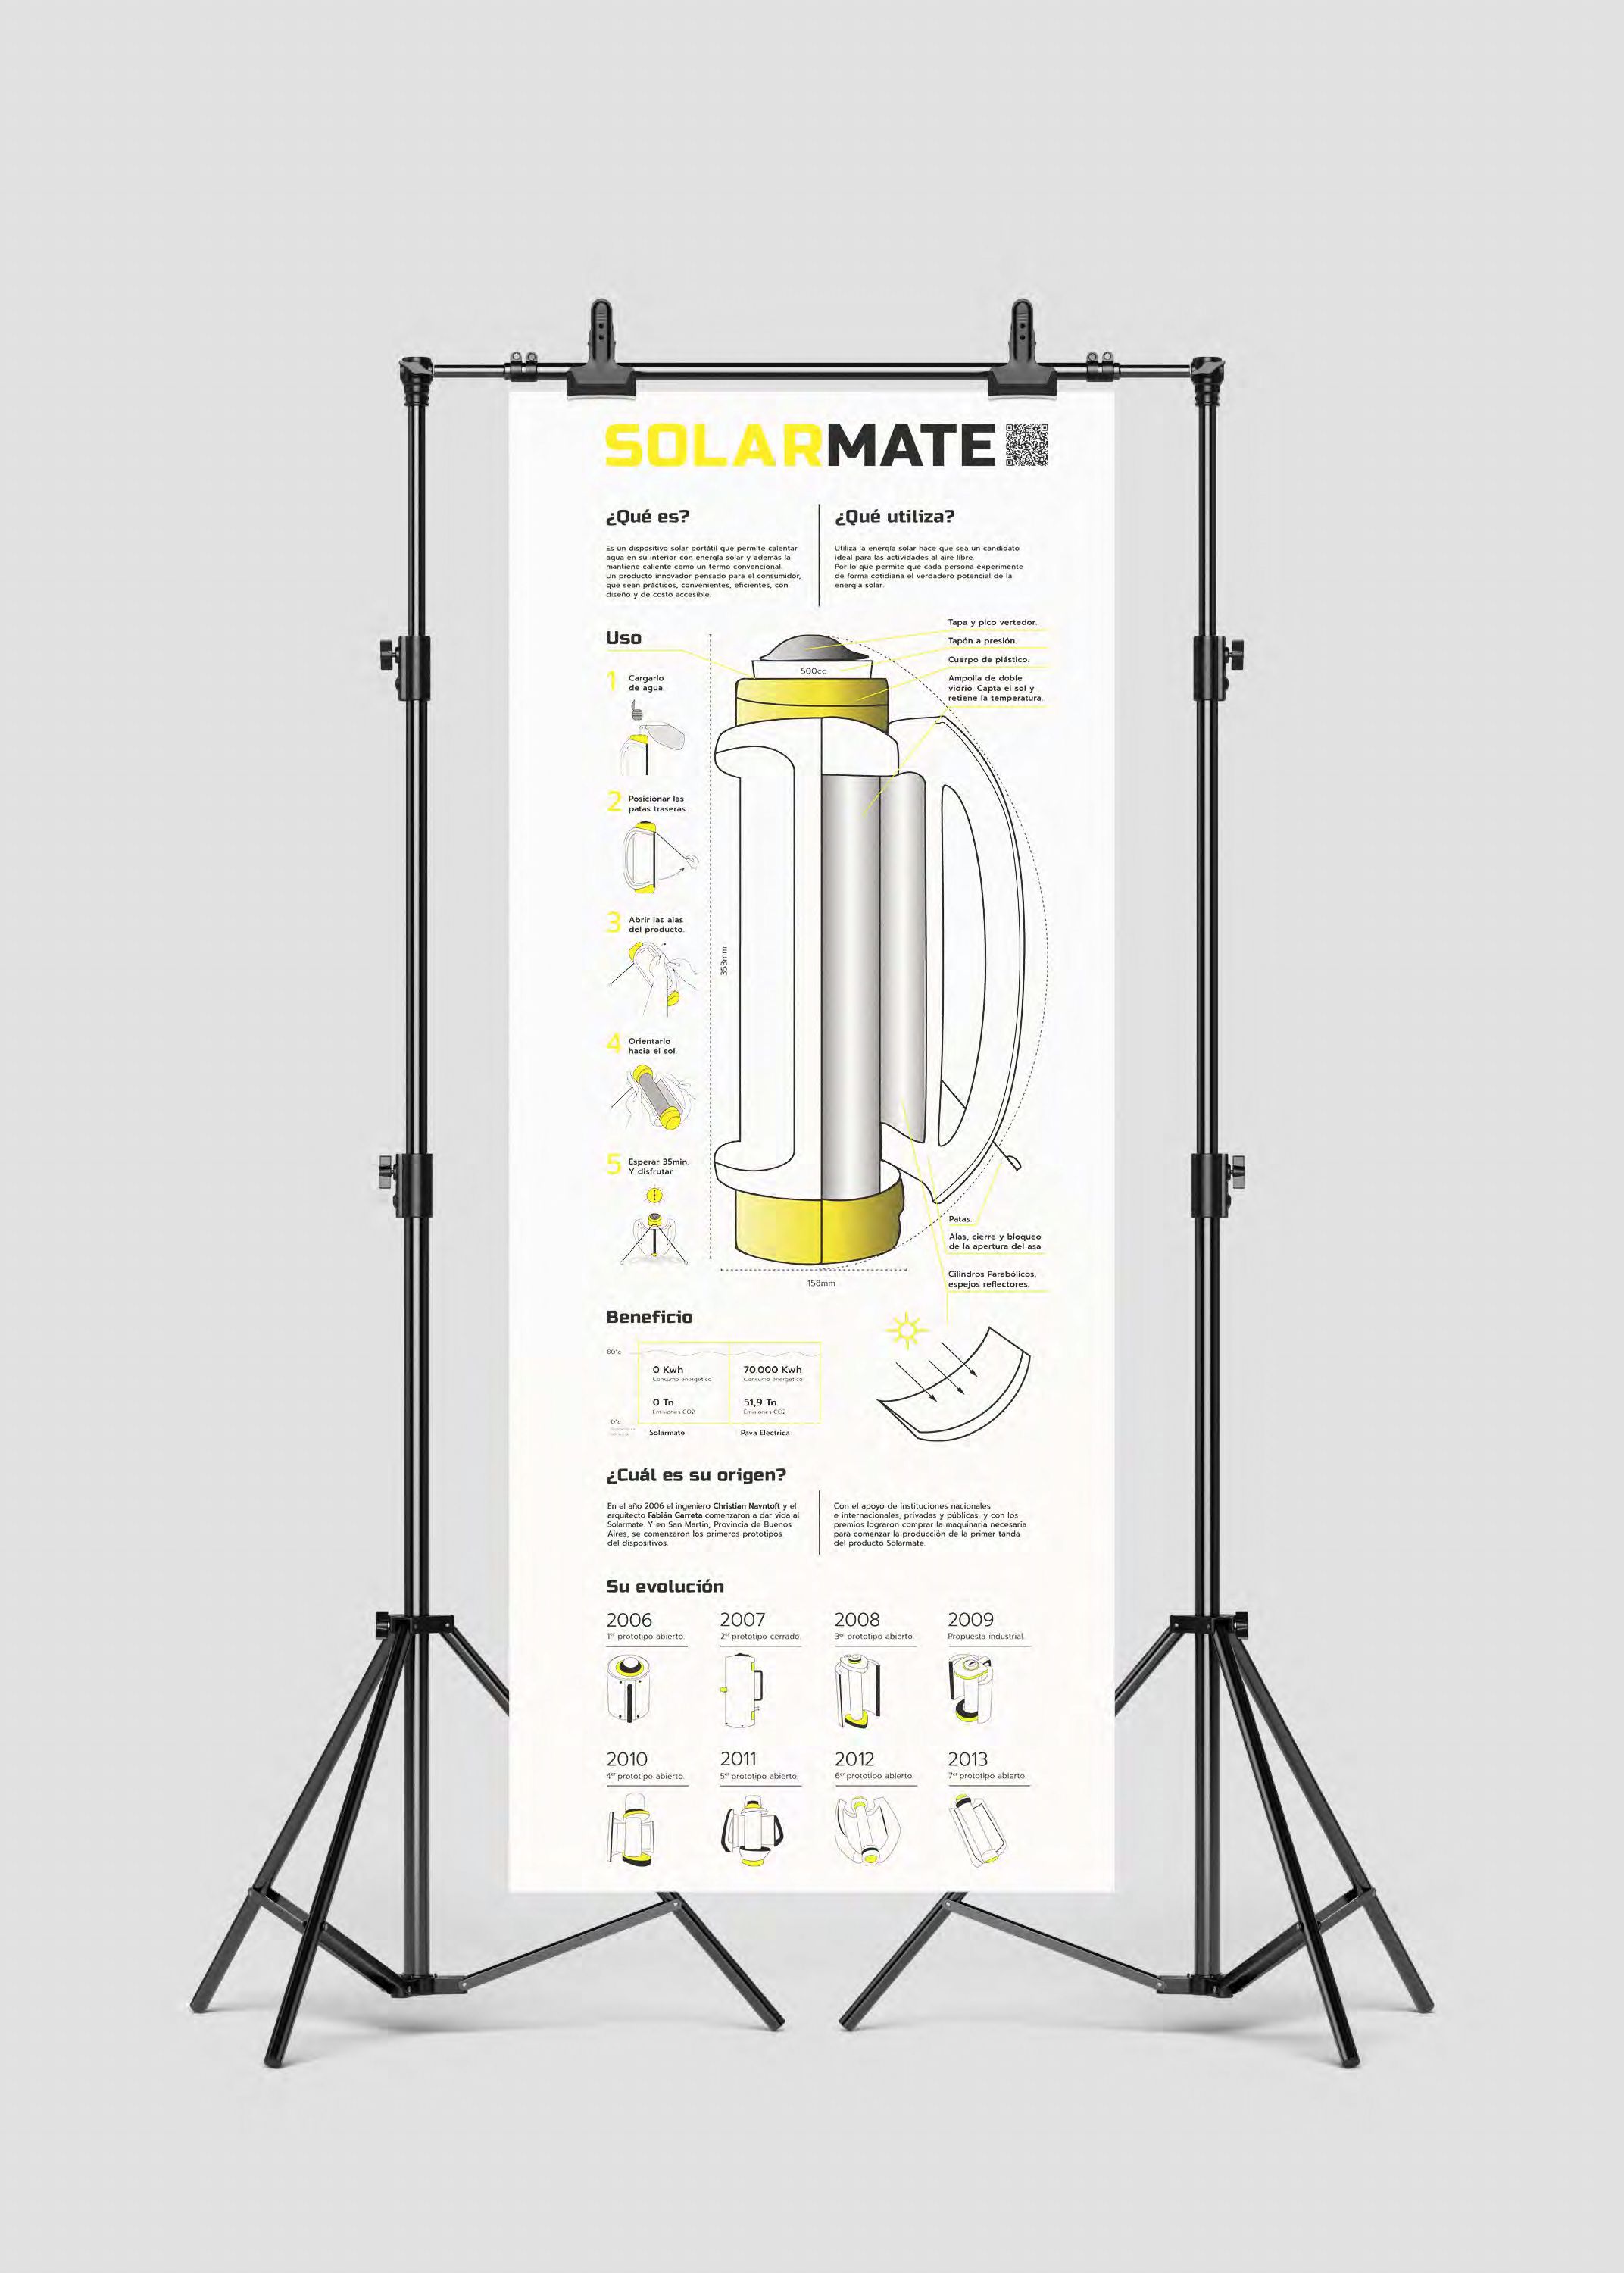 SOLARMATE
¿Qué es?
Es un dispositivo solar portátil que permite calentar
agua en su interior con energía solar y además la
mantiene caliente como un termo convencional.
Un producto innovador pensado para el consumidor,
que sean prácticos, convenientes, eficientes, con
diseño y de costo accesible.
¿Qué utiliza?
Utiliza la energía solar hace que sea un candidato
ideal para las actividades al aire libre.
Por lo que permite que cada persona experimente
de forma cotidiana el verdadero potencial de la
energía solar.
Uso
1 Cargarlo
de agua.
2 Posicionar las
patas traseras.
3 Abrir las alas
del producto.
4 Orientarlo
hacia el sol.
5 Esperar 35min.
Y disfrutar
500cc
353mm
158mm
Tapa y pico vertedor.
Tapón a presión.
Cuerpo de plástico.
Ampolla de doble
vidrio. Capta el sol y
retiene la temperatura.
Patas.
Alas, cierre y bloqueo
de la apertura del asa.
Cilindros Parabólicos,
espejos reflectores.
Beneficio
80°c
0 Kwh
Consumo energetico
0 Tn
Emisiones CO2
70.000 Kwh
Consumo energetico
51,9 Tn
Emisiones CO2
0°c
Solarmate
Pava Electrica
¿Cuál es su origen?
En el año 2006 el ingeniero Christian Navntoft y el
arquitecto Fabián Garreta comenzaron a dar vida al
Solarmate. Y en San Martin, Provincia de Buenos
Aires, se comenzaron los primeros prototipos
del dispositivos.
Con el apoyo de instituciones nacionales
e internacionales, privadas y públicas, y con los
premios lograron comprar la maquinaria necesaria
para comenzar la producción de la primer tanda
del producto Solarmate.
Su evolución
2006
1er prototipo abierto.
2007
2er prototipo cerrado.
2008
3er prototipo abierto.
2009
Propuesta industrial.
2010
4er prototipo abierto.
2011
5er prototipo abierto.
2012
6er prototipo abierto.
2013
7er prototipo abierto.